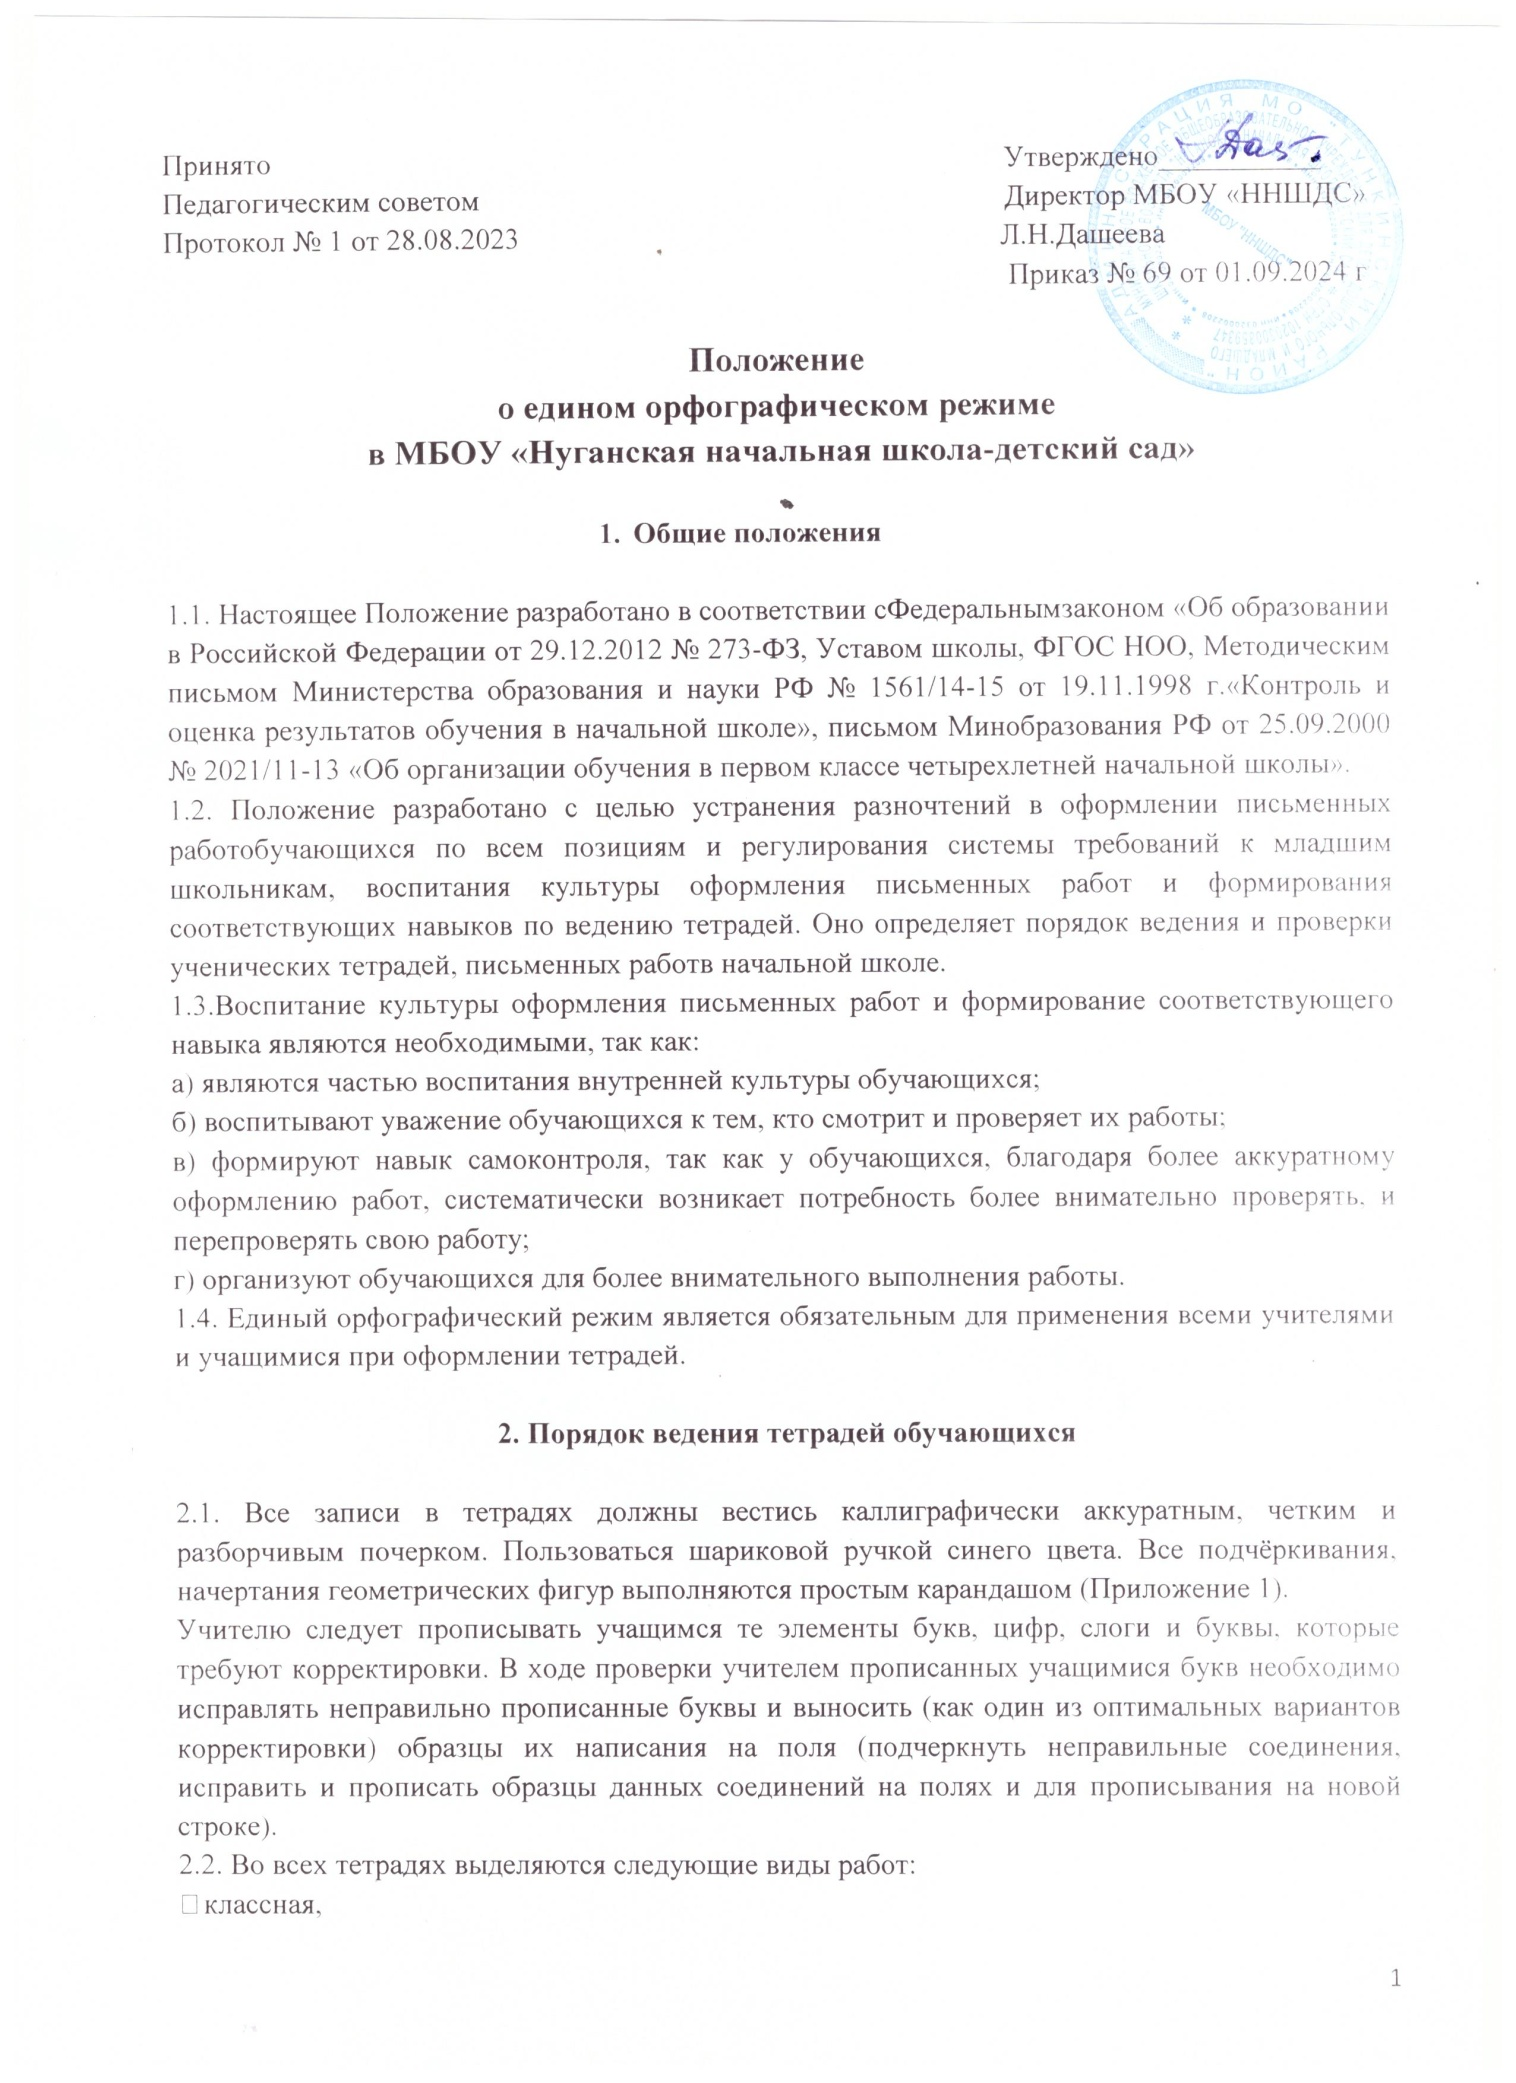 Принято
Педагогическим советом
Протокол № 1 от 28.08.2023
Утверждено
Директор МБОУ «ННШДС»
Л.Н.Дашеева
Приказ № 69 от 01.09.2024 г
МБОУ "ННШДС"
Положение
о едином орфографическом режиме
в МБОУ «Нуганская начальная школа-детский сад»
1. Общие положения
1.1. Настоящее Положение разработано в соответствии сФедеральнымзаконом «Об образовании
в Российской Федерации от 29.12.2012 № 273-ФЗ, Уставом школы, ФГОС НОО, Методическим
письмом Министерства образования и науки РФ № 1561/14-15 от 19.11.1998 г.«Контроль и
оценка результатов обучения в начальной школе», письмом Минобразования РФ от 25.09.2000
№ 2021/11-13 «Об организации обучения в первом классе четырехлетней начальной школы».
1.2. Положение разработано с целью устранения разночтений в оформлении письменных
работобучающихся по всем позициям и регулирования системы требований к младшим
школьникам, воспитания культуры оформления письменных работ и формирования
соответствующих навыков по ведению тетрадей. Оно определяет порядок ведения и проверки
ученических тетрадей, письменных работв начальной школе.
1.3.Воспитание культуры оформления письменных работ и формирование соответствующего
навыка являются необходимыми, так как:
а) являются частью воспитания внутренней культуры обучающихся;
б) воспитывают уважение обучающихся к тем, кто смотрит и проверяет их работы;
в) формируют навык самоконтроля, так как у обучающихся, благодаря более аккуратному
оформлению работ, систематически возникает потребность более внимательно проверять, и
перепроверять свою работу;
г) организуют обучающихся для более внимательного выполнения работы.
1.4. Единый орфографический режим является обязательным для применения всеми учителями
и учащимися при оформлении тетрадей.
2. Порядок ведения тетрадей обучающихся
2.1. Все записи в тетрадях должны вестись каллиграфически аккуратным, четким и
разборчивым почерком. Пользоваться шариковой ручкой синего цвета. Все подчёркивания,
начертания геометрических фигур выполняются простым карандашом (Приложение 1).
Учителю следует прописывать учащимся те элементы букв, цифр, слоги и буквы, которые
требуют корректировки. В ходе проверки учителем прописанных учащимися букв необходимо
исправлять неправильно прописанные буквы и выносить (как один из оптимальных вариантов
корректировки) образцы их написания на поля (подчеркнуть неправильные соединения,
исправить и прописать образцы данных соединений на полях и для прописывания на новой
строке).
2.2. Во всех тетрадях выделяются следующие виды работ:
классная,
1